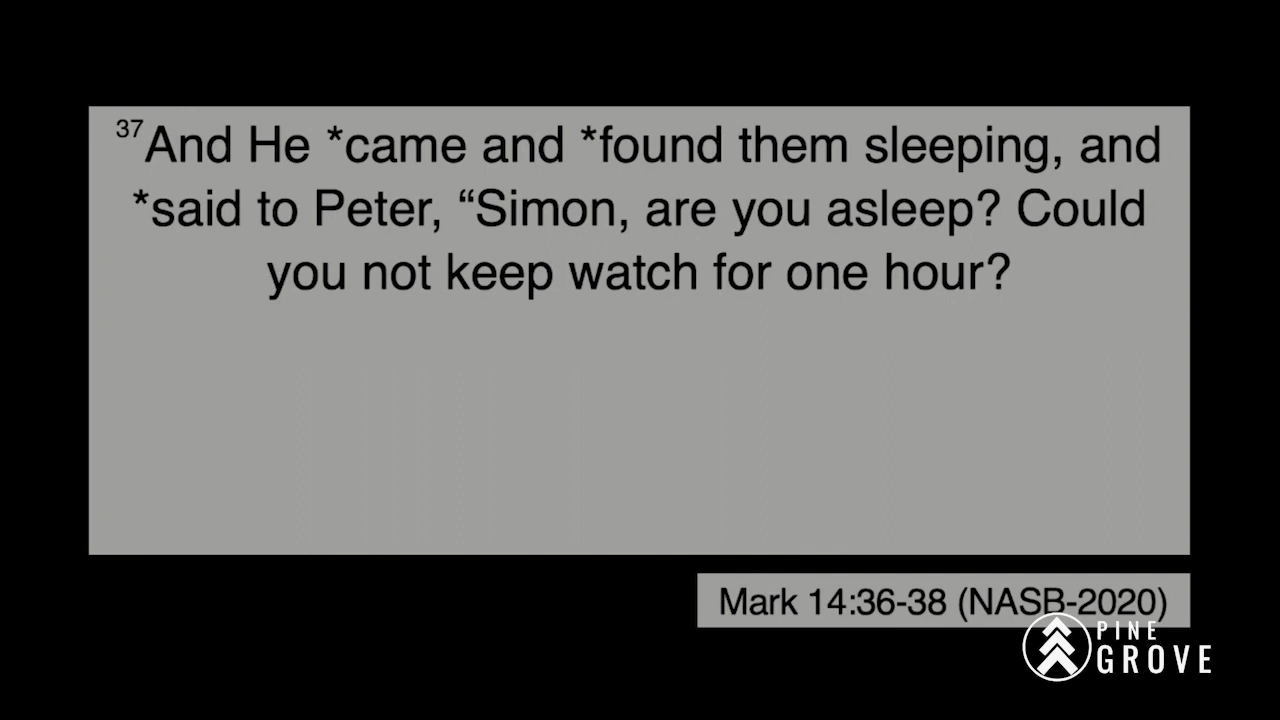 37And He *came and *found them sleeping, and
*said to Peter, “Simon, are you asleep? Could
you not keep watch for one hour?
Mark 14:36-38 (NASB-2020)
PINE
GROVE